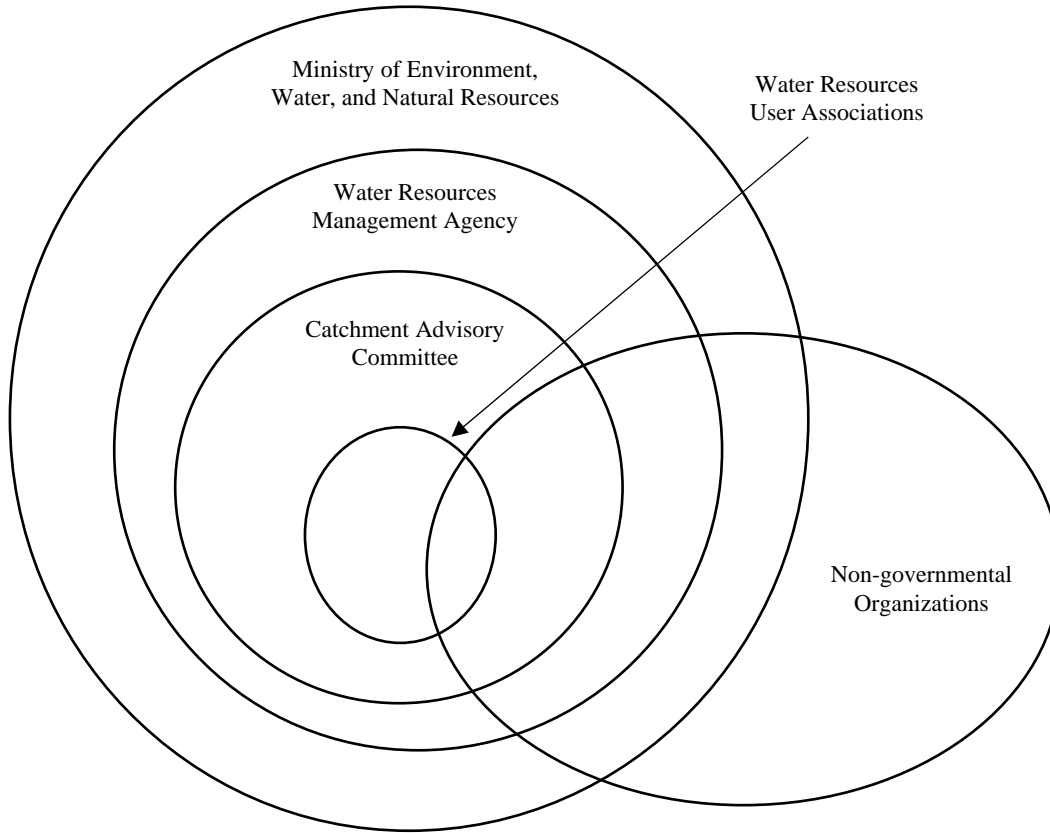 Ministry of Environment,
Water, and Natural Resources
Water Resources
User Associations
Water Resources
Management Agency
Catchment Advisory
Committee
Non-governmental
Organizations